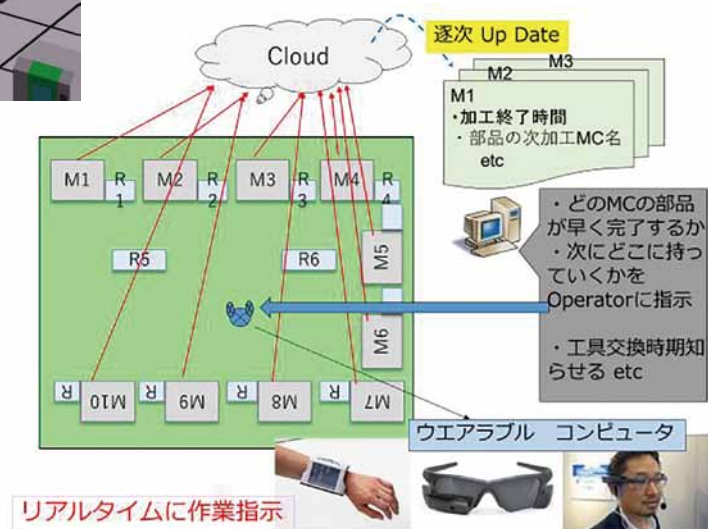 Cloud
逐次 Up Date
M3
M2
M1
・加工終了時間
・部品の次加工MC名
etc
M1
R
1
M2
R
2
M3
R
3
M4
R
4
R5
R6
M5
M6
・どのMCの部品
が早く完了するか
・次にどこに持っ
ていくかを
Operatorに指示
・工具交換時期知
らせる etc
R
M10
R
M9
R
M8
R
M7
ウエアラブル コンピュータ
リアルタイムに作業指示